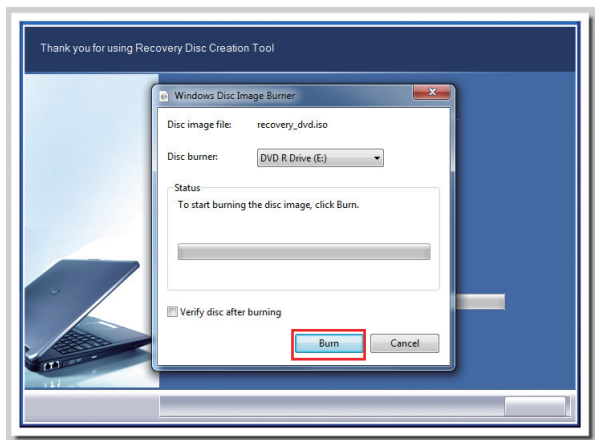 Thank you for using Recovery Disc Creation Tool
Windows Disc Image Burner
Disc image file: recovery_dvd.iso
Disc burner: DVD R Drive (E:)
Status
To start burning the disc image, click Burn.
Verify disc after burning
Burn Cancel